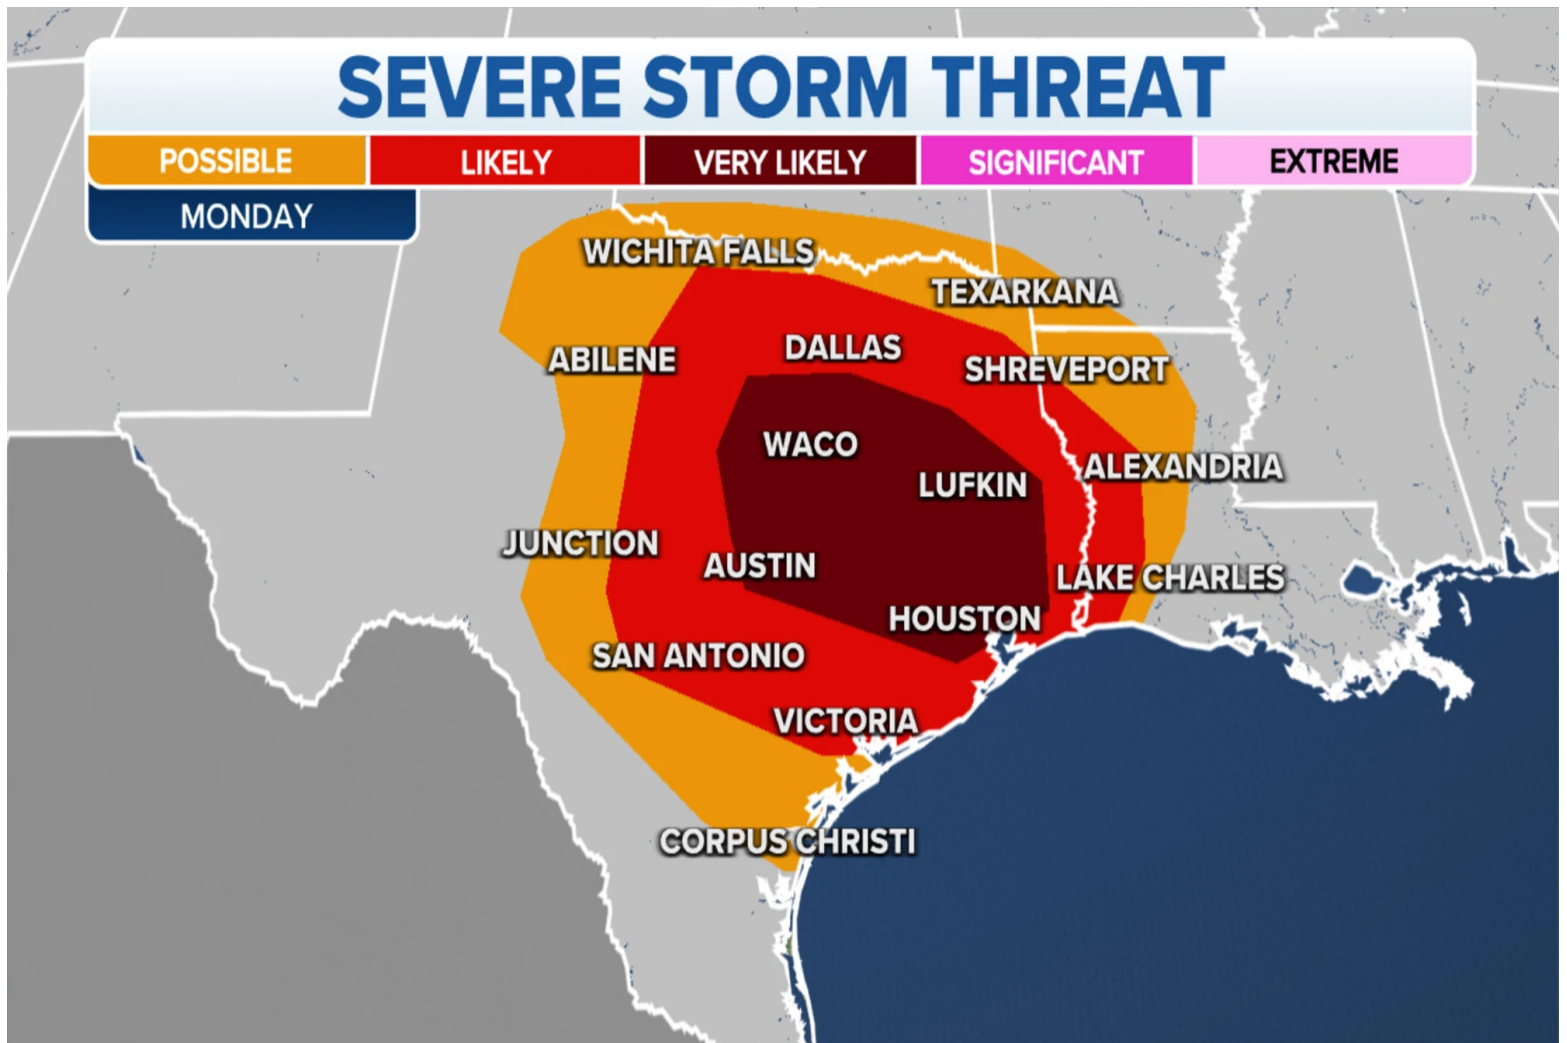 SEVERE STORM THREAT
POSSIBLE
LIKELY
VERY LIKELY
SIGNIFICANT
EXTREME
MONDAY
WICHITA FALLS
TEXARKANA
DALLAS
ABILENE
SHREVEPORT
WACO
ALEXANDRIA
LUFKIN
JUNCTION
AUSTIN
LAKE CHARLES
HOUSTON
SAN ANTONIO
VICTORIA
CORPUS CHRISTI